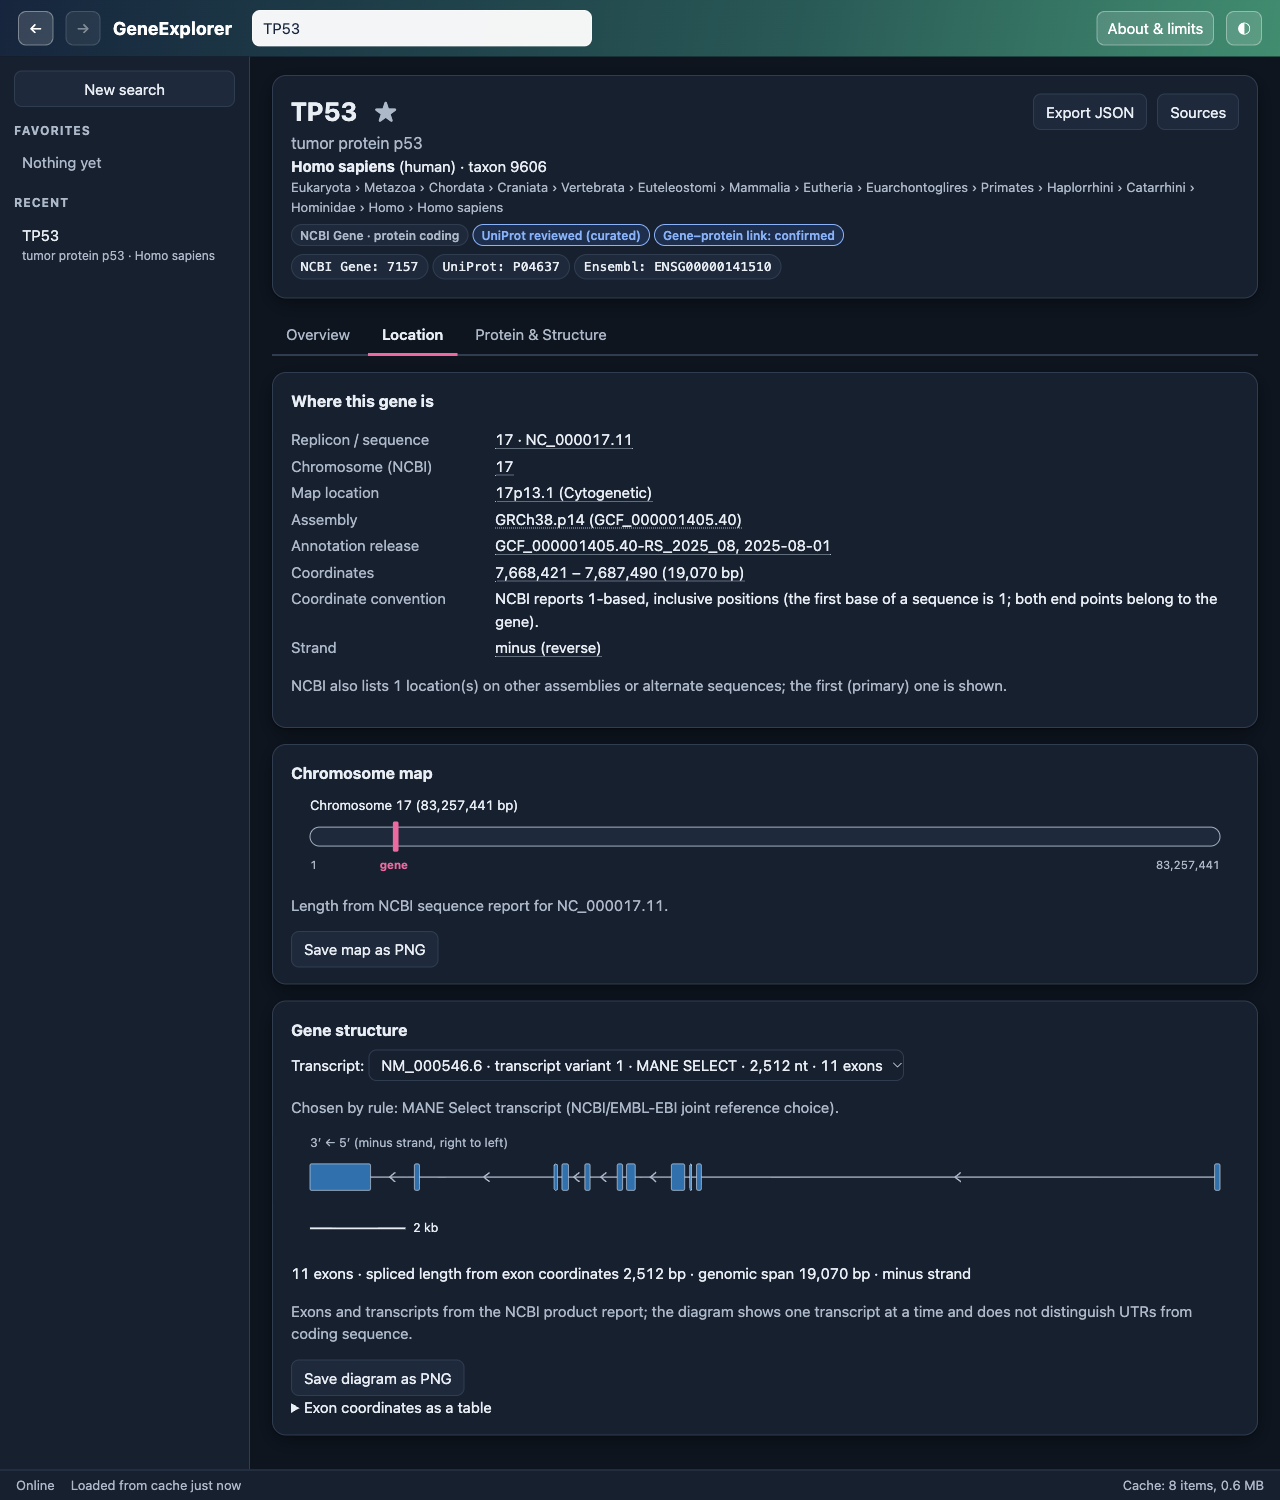 GeneExplorer
TP53
About & limits
New search
FAVORITES
Nothing yet
RECENT
TP53
tumor protein p53 · Homo sapiens
TP53
Export JSON
Sources
tumor protein p53
Homo sapiens (human) · taxon 9606
Eukaryota › Metazoa › Chordata › Craniata › Vertebrata › Euteleostomi › Mammalia › Eutheria › Euarchontoglires › Primates › Haplorrhini › Catarrhini ›
Hominidae › Homo › Homo sapiens
NCBI Gene · protein coding
UniProt reviewed (curated)
Gene–protein link: confirmed
NCBI Gene: 7157
UniProt: P04637
Ensembl: ENSG00000141510
Overview
Location
Protein & Structure
Where this gene is
Replicon / sequence 17 · NC_000017.11
Chromosome (NCBI) 17
Map location 17p13.1 (Cytogenetic)
Assembly GRCh38.p14 (GCF_000001405.40)
Annotation release GCF_000001405.40-RS_2025_08, 2025-08-01
Coordinates 7,668,421 – 7,687,490 (19,070 bp)
Coordinate convention NCBI reports 1-based, inclusive positions (the first base of a sequence is 1; both end points belong to the
gene).
Strand minus (reverse)
NCBI also lists 1 location(s) on other assemblies or alternate sequences; the first (primary) one is shown.
Chromosome map
Chromosome 17 (83,257,441 bp)
1
gene
83,257,441
Length from NCBI sequence report for NC_000017.11.
Save map as PNG
Gene structure
Transcript: NM_000546.6 · transcript variant 1 · MANE SELECT · 2,512 nt · 11 exons
Chosen by rule: MANE Select transcript (NCBI/EMBL-EBI joint reference choice).
3′ ← 5′ (minus strand, right to left)
2 kb
11 exons · spliced length from exon coordinates 2,512 bp · genomic span 19,070 bp · minus strand
Exons and transcripts from the NCBI product report; the diagram shows one transcript at a time and does not distinguish UTRs from
coding sequence.
Save diagram as PNG
Exon coordinates as a table
Online
Loaded from cache just now
Cache: 8 items, 0.6 MB